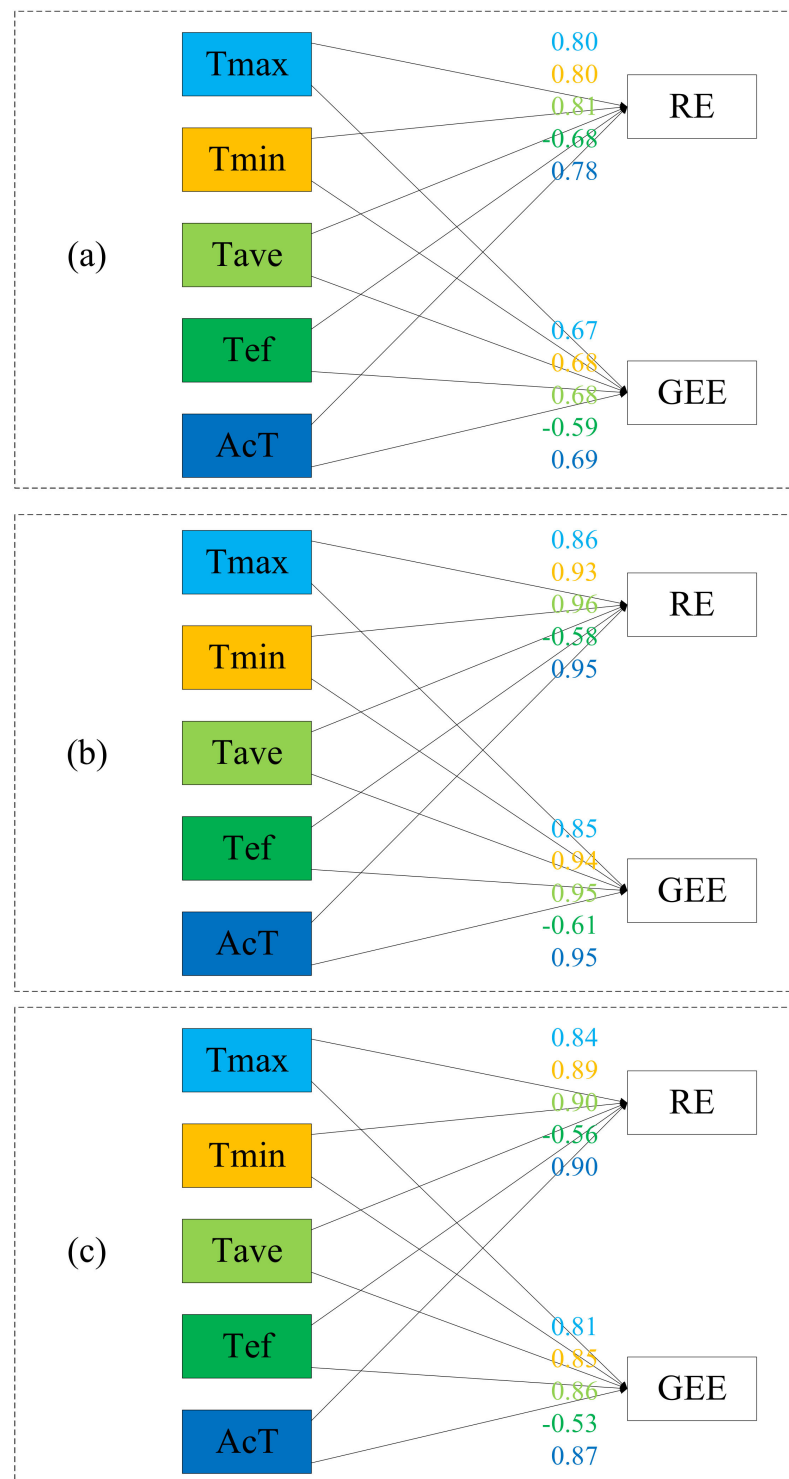 Tmax
0.80
0.80
0.81
-0.68
0.78
RE
Tmin
(a)
Tave
Tef
0.67
0.68
0.68
-0.59
0.69
GEE
AcT
Tmax
0.86
0.93
0.96
-0.58
0.95
RE
Tmin
(b)
Tave
Tef
0.85
0.94
0.95
-0.61
0.95
GEE
AcT
Tmax
0.84
0.89
0.90
-0.56
0.90
RE
Tmin
(c)
Tave
Tef
0.81
0.85
0.86
-0.53
0.87
GEE
AcT